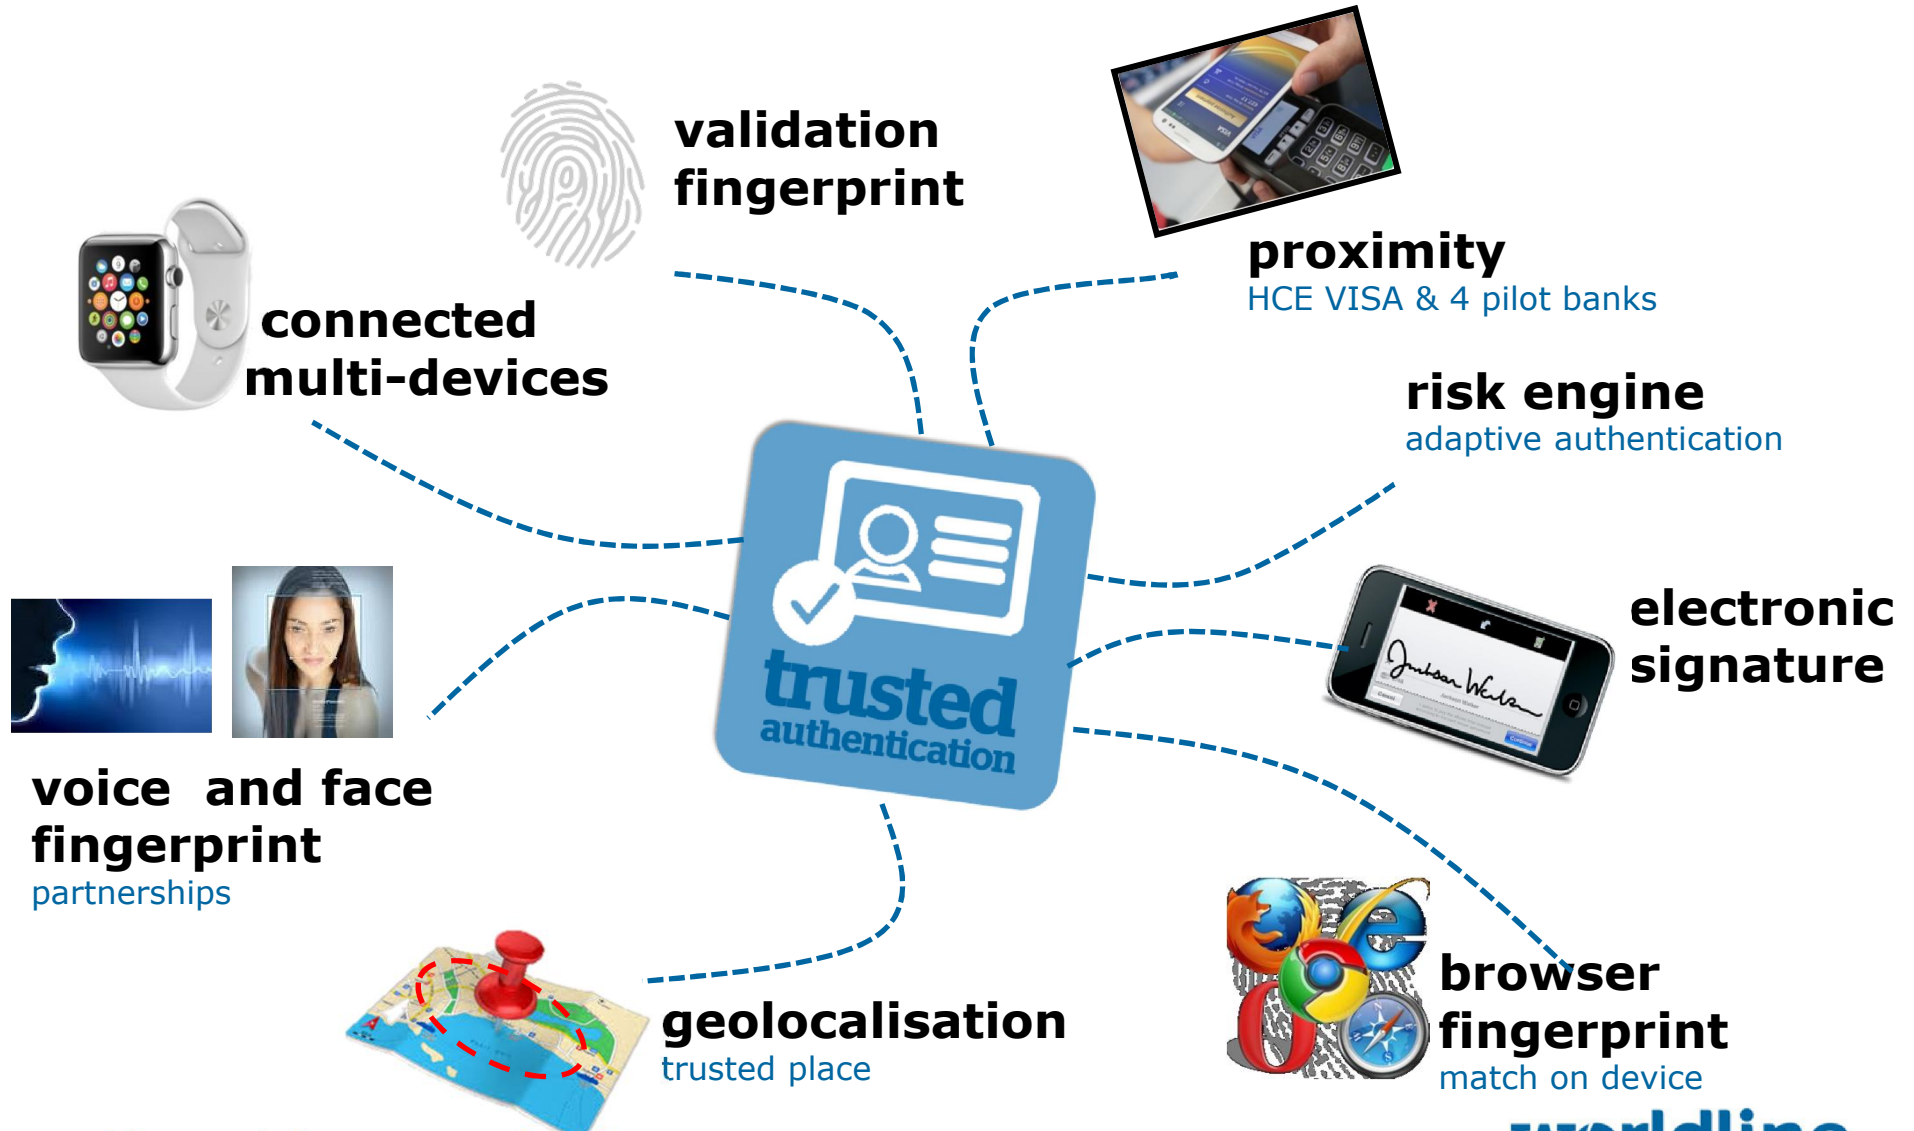 validation
fingerprint
proximity
HCE VISA & 4 pilot banks
connected
multi-devices
risk engine
adaptive authentication
trusted
authentication
electronic
signature
voice and face
fingerprint
partnerships
geolocalisation
trusted place
browser
fingerprint
match on device
worldline